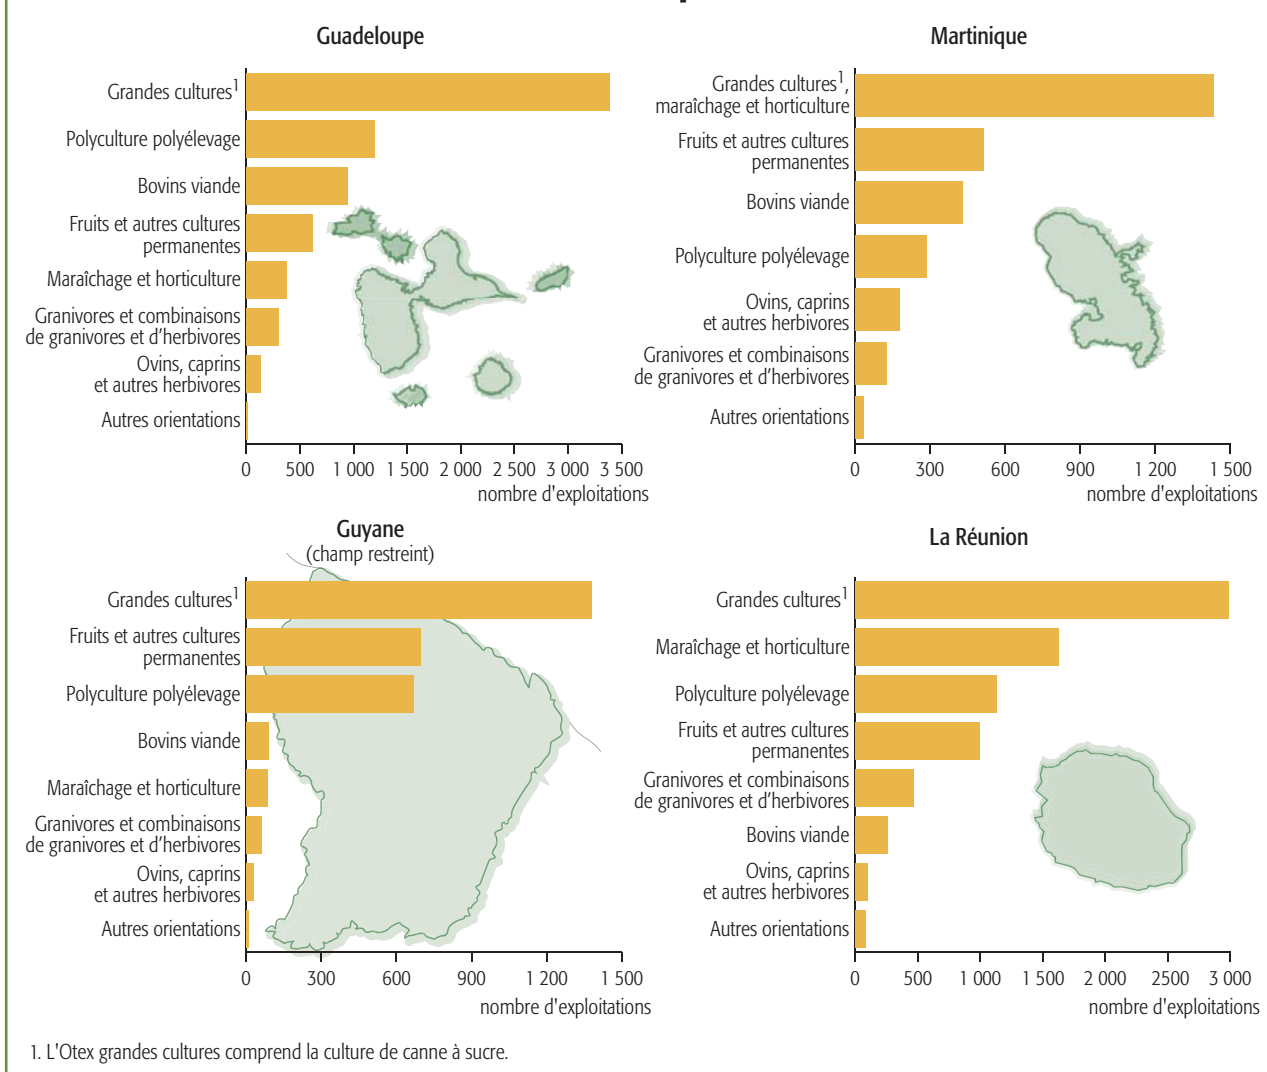 Guadeloupe
Grandes cultures1
Polyculture polyélevage
Bovins viande
Fruits et autres cultures
permanentes
Maraîchage et horticulture
Granivores et combinaisons
de granivores et d’herbivores
Ovins, caprins
et autres herbivores
Autres orientations
0 500 1 000 1 500 2 000 2 500 3 000 3 500
nombre d'exploitations
Martinique
Grandes cultures1,
maraîchage et horticulture
Fruits et autres cultures
permanentes
Bovins viande
Polyculture polyélevage
Ovins, caprins
et autres herbivores
Granivores et combinaisons
de granivores et d’herbivores
Autres orientations
0 300 600 900 1 200 1 500
nombre d'exploitations
Guyane
(champ restreint)
Grandes cultures1
Fruits et autres cultures
permanentes
Polyculture polyélevage
Bovins viande
Maraîchage et horticulture
Granivores et combinaisons
de granivores et d’herbivores
Ovins, caprins
et autres herbivores
Autres orientations
0 300 600 900 1 200 1 500
nombre d'exploitations
La Réunion
Grandes cultures1
Maraîchage et horticulture
Polyculture polyélevage
Fruits et autres cultures
permanentes
Granivores et combinaisons
de granivores et d’herbivores
Bovins viande
Ovins, caprins
et autres herbivores
Autres orientations
0 500 1 000 1 500 2 000 2500 3 000
nombre d'exploitations
1. L'Otex grandes cultures comprend la culture de canne à sucre.